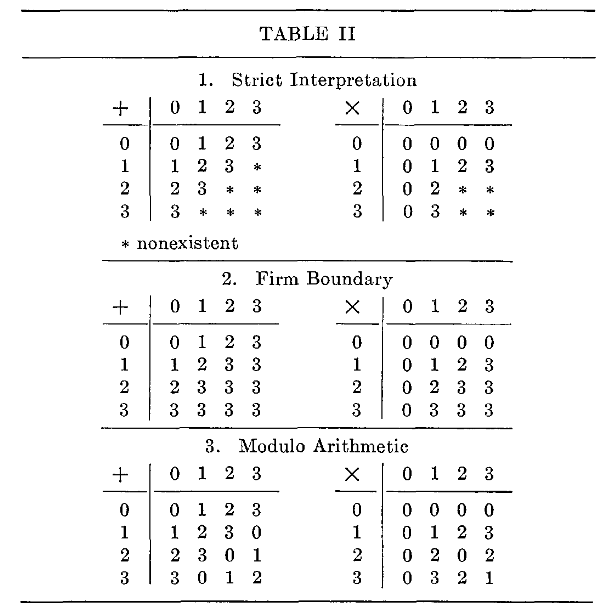 TABLE II
1. Strict Interpretation
+ 0 1 2 3 × 0 1 2 3
0 0 1 2 3 0 0 0 0 0
1 1 2 3 * 1 0 1 2 3
2 2 3 * * 2 0 2 * *
3 3 * * * 3 0 3 * *
* nonexistent
2. Firm Boundary
+ 0 1 2 3 × 0 1 2 3
0 0 1 2 3 0 0 0 0 0
1 1 2 3 3 1 0 1 2 3
2 2 3 3 3 2 0 2 3 3
3 3 3 3 3 3 0 3 3 3
3. Modulo Arithmetic
+ 0 1 2 3 × 0 1 2 3
0 0 1 2 3 0 0 0 0 0
1 1 2 3 0 1 0 1 2 3
2 2 3 0 1 2 0 2 0 2
3 3 0 1 2 3 0 3 2 1